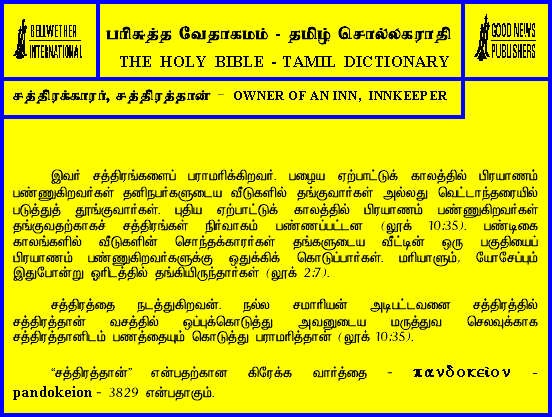 BELLWETHER
INTERNATIONAL
பரிசுத்த வேதாகமம் - தமிழ் சொல்லகராதி
THE HOLY BIBLE - TAMIL DICTIONARY
GOOD NEWS
PUBLISHERS
சத்திரக்காரர், சத்திரத்தான் – OWNER OF AN INN, INNKEEPER
இவர் சத்திரங்களைப் பராமரிக்கிறவர். பழைய ஏற்பாட்டுக் காலத்தில் பிரயாணம்
பண்ணுகிறவர்கள் தனிநபர்களுடைய வீடுகளில் தங்குவார்கள் அல்லது வெட்டாந்தரையில்
படுத்துத் தூங்குவார்கள். புதிய ஏற்பாட்டுக் காலத்தில் பிரயாணம் பண்ணுகிறவர்கள்
தங்குவதற்காகச் சத்திரங்கள் நிர்வாகம் பண்ணப்பட்டன (லூக் 10:35). பண்டிகை
காலங்களில் வீடுகளின் சொந்தக்காரர்கள் தங்களுடைய வீட்டின் ஒரு பகுதியைப்
பிரயாணம் பண்ணுகிறவர்களுக்கு ஒதுக்கிக் கொடுப்பார்கள். மரியாளும், யோசேப்பும்
இதுபோன்று ஓரிடத்தில் தங்கியிருந்தார்கள் (லூக் 2:7).
சத்திரத்தை நடத்துகிறவன். நல்ல சமாரியன் அடிபட்டவனை சத்திரத்தில்
சத்திரத்தான் வசத்தில் ஒப்புக்கொடுத்து அவனுடைய மருத்துவ செலவுக்காக
சத்திரத்தானிடம் பணத்தையும் கொடுத்து பராமரித்தான் (லூக் 10:35).
“சத்திரத்தான்” என்பதற்கான கிரேக்க வார்த்தை - πανδοκεῖον -
pandokeion - 3829 என்பதாகும்.